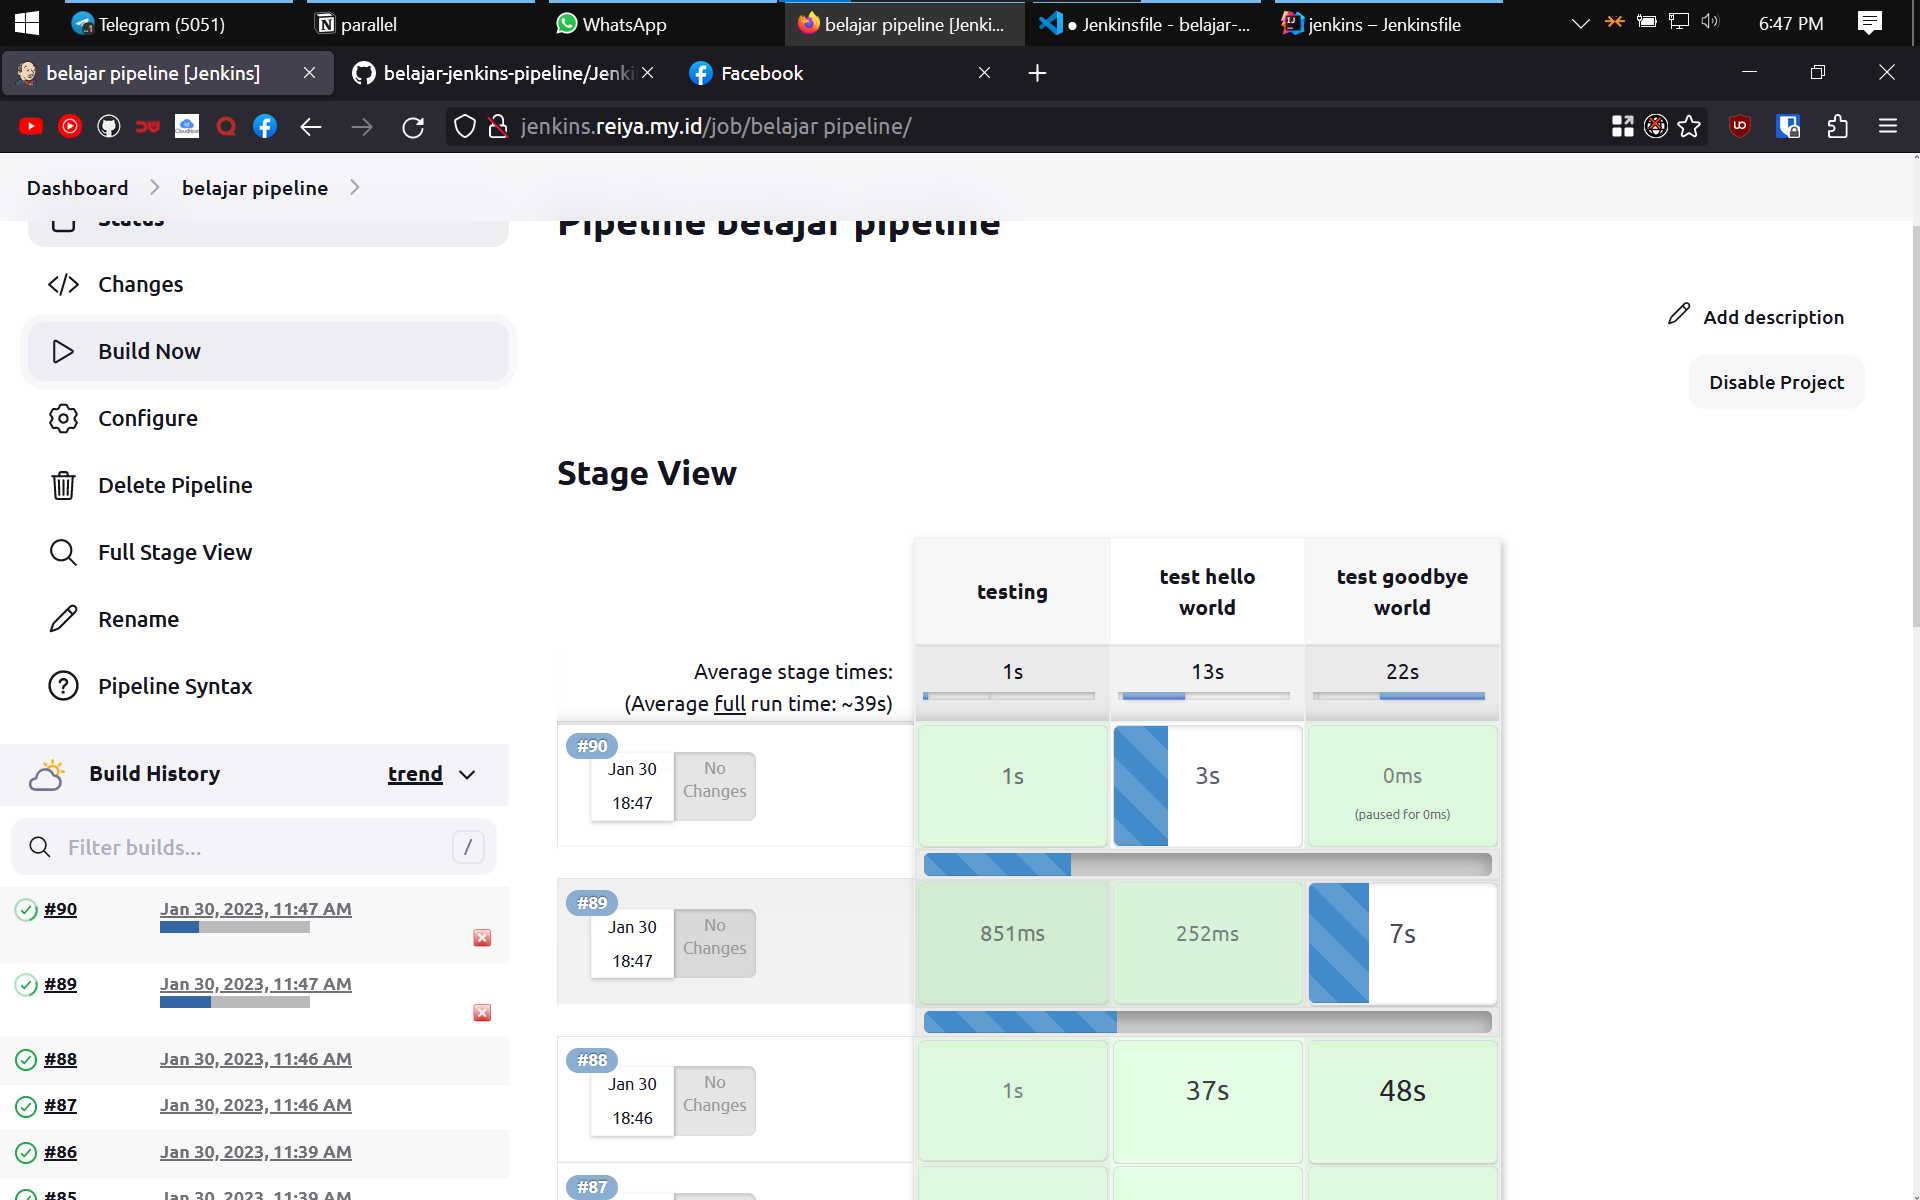 Telegram (5051)
parallel
WhatsApp
belajar pipeline [Jenki...
● Jenkinsfile - belajar-...
jenkins – Jenkinsfile
6:47 PM
belajar pipeline [Jenkins]
belajar-jenkins-pipeline/Jenki
Facebook
jenkins.reiya.my.id/job/belajar pipeline/
Dashboard
belajar pipeline
Status
Changes
Build Now
Configure
Delete Pipeline
Full Stage View
Rename
Pipeline Syntax
Build History
trend
Filter builds...
/
#90
Jan 30, 2023, 11:47 AM
#89
Jan 30, 2023, 11:47 AM
#88
Jan 30, 2023, 11:46 AM
#87
Jan 30, 2023, 11:46 AM
#86
Jan 30, 2023, 11:39 AM
#85
Jan 30, 2023, 11:39 AM
Pipeline belajar pipeline
Add description
Disable Project
Stage View
testing
test hello
world
test goodbye
world
Average stage times:
(Average full run time: ~39s)
1s
13s
22s
#90
Jan 30
18:47
No
Changes
1s
3s
0ms
(paused for 0ms)
#89
Jan 30
18:47
No
Changes
851ms
252ms
7s
#88
Jan 30
18:46
No
Changes
1s
37s
48s
#87